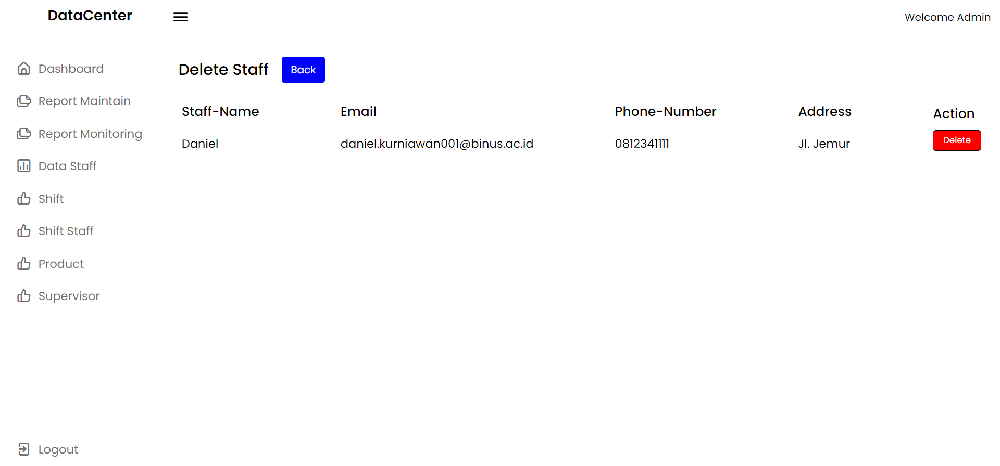 DataCenter
Welcome Admin
Dashboard
Report Maintain
Report Monitoring
Data Staff
Shift
Shift Staff
Product
Supervisor
Logout
Delete Staff Back
Staff-Name Email Phone-Number Address Action
Daniel daniel.kurniawan001@binus.ac.id 0812341111 Jl. Jemur Delete